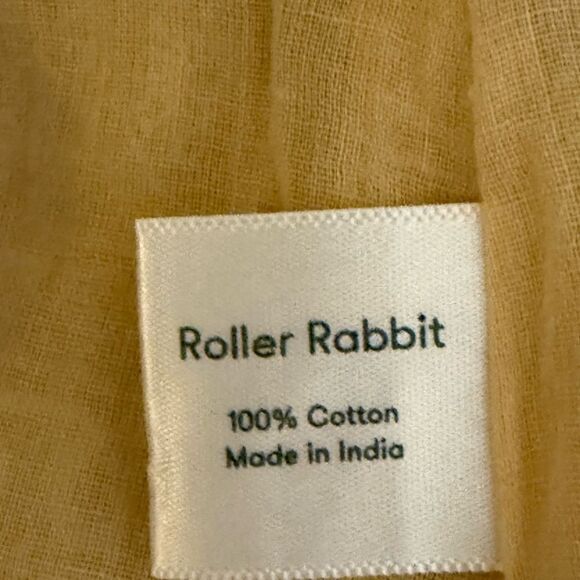 Roller Rabbit
100% Cotton
Made in India